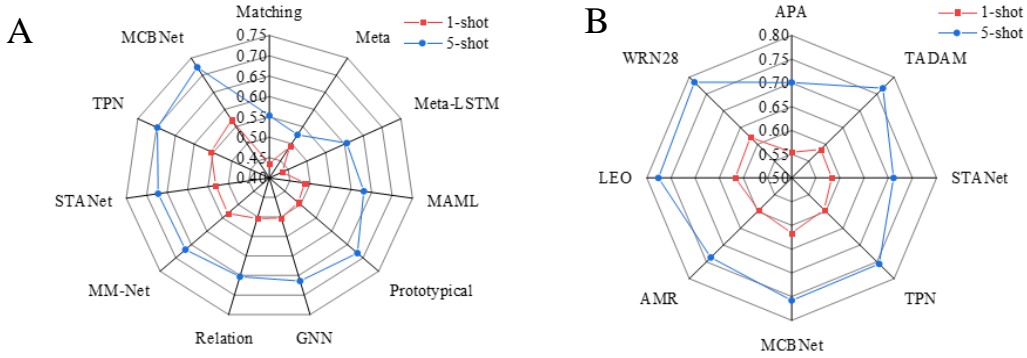 A
Matching
Meta
Meta-LSTM
MAML
Prototypical
GNN
Relation
MM-Net
STANet
TPN
MCBNet
0.75
0.70
0.65
0.60
0.55
0.50
0.45
0.40
1-shot
5-shot
B
APA
TADAM
STANet
TPN
MCBNet
AMR
LEO
WRN28
0.80
0.75
0.70
0.65
0.60
0.55
0.50
1-shot
5-shot